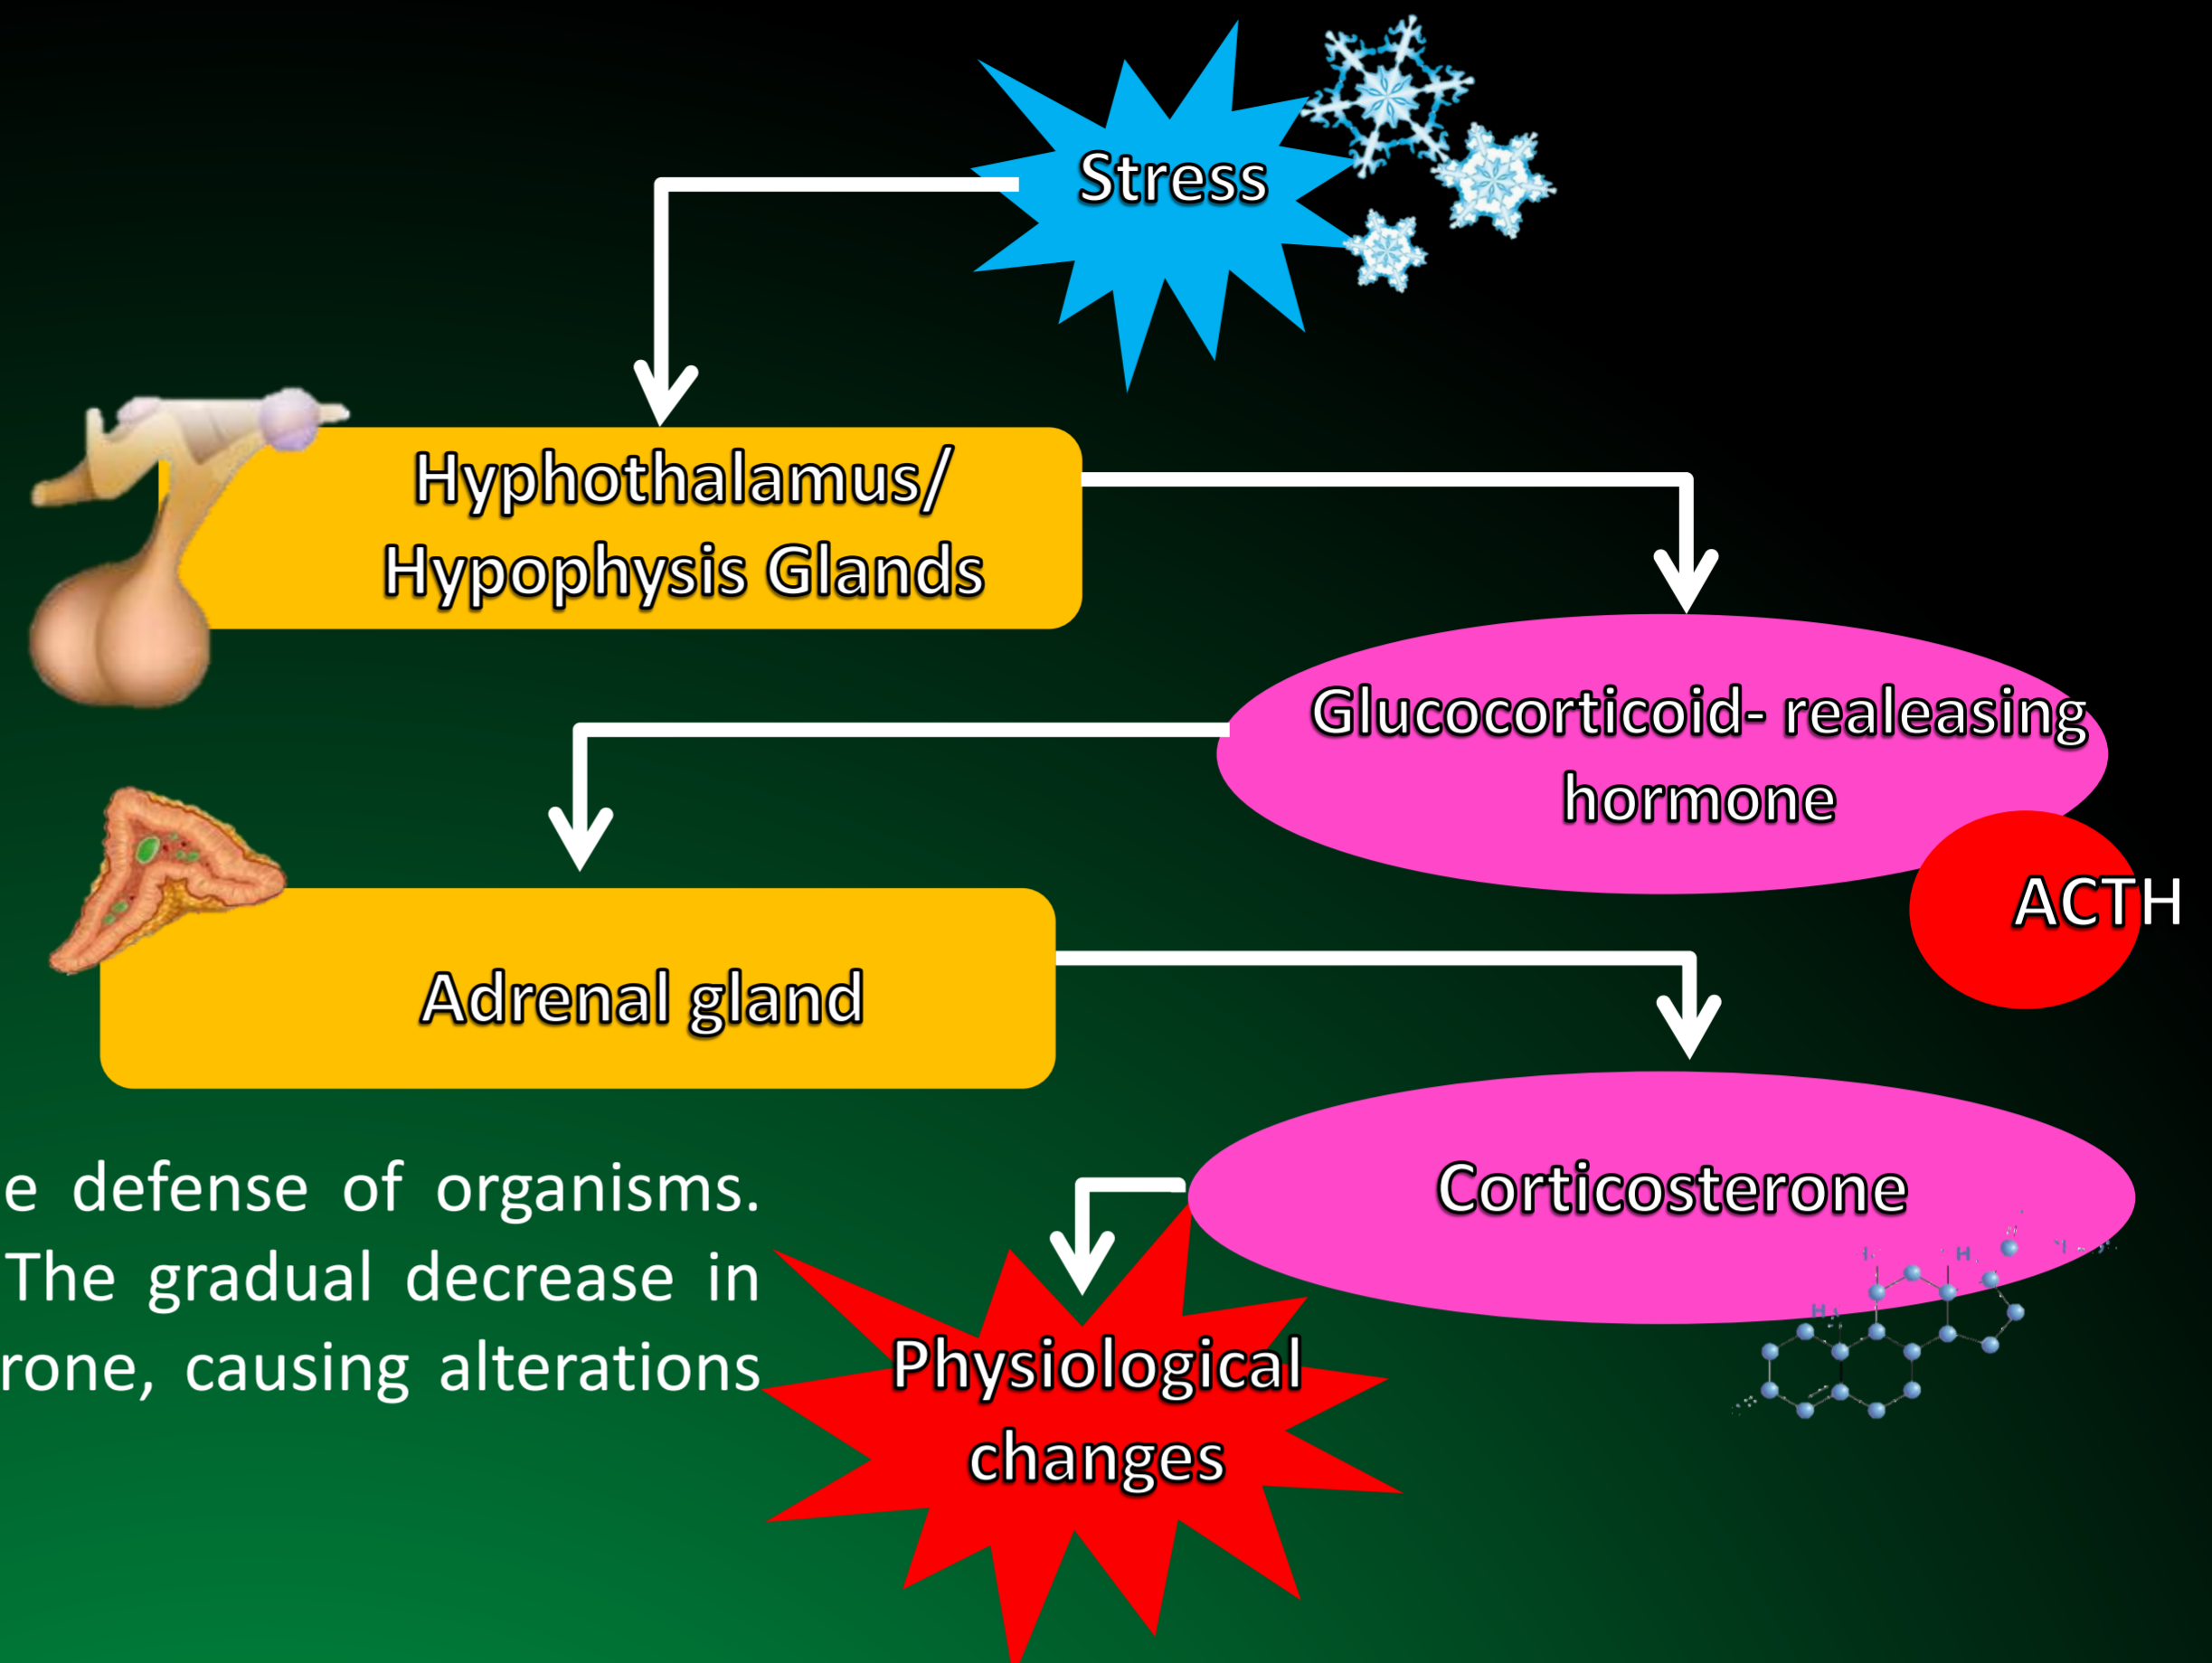 Stress
Hyphothalamus/
Hypophysis Glands
Glucocorticoid- realeasing
hormone
ACTH
Adrenal gland
Corticosterone
e defense of organisms.
The gradual decrease in
rone, causing alterations
Physiological
changes
H
H